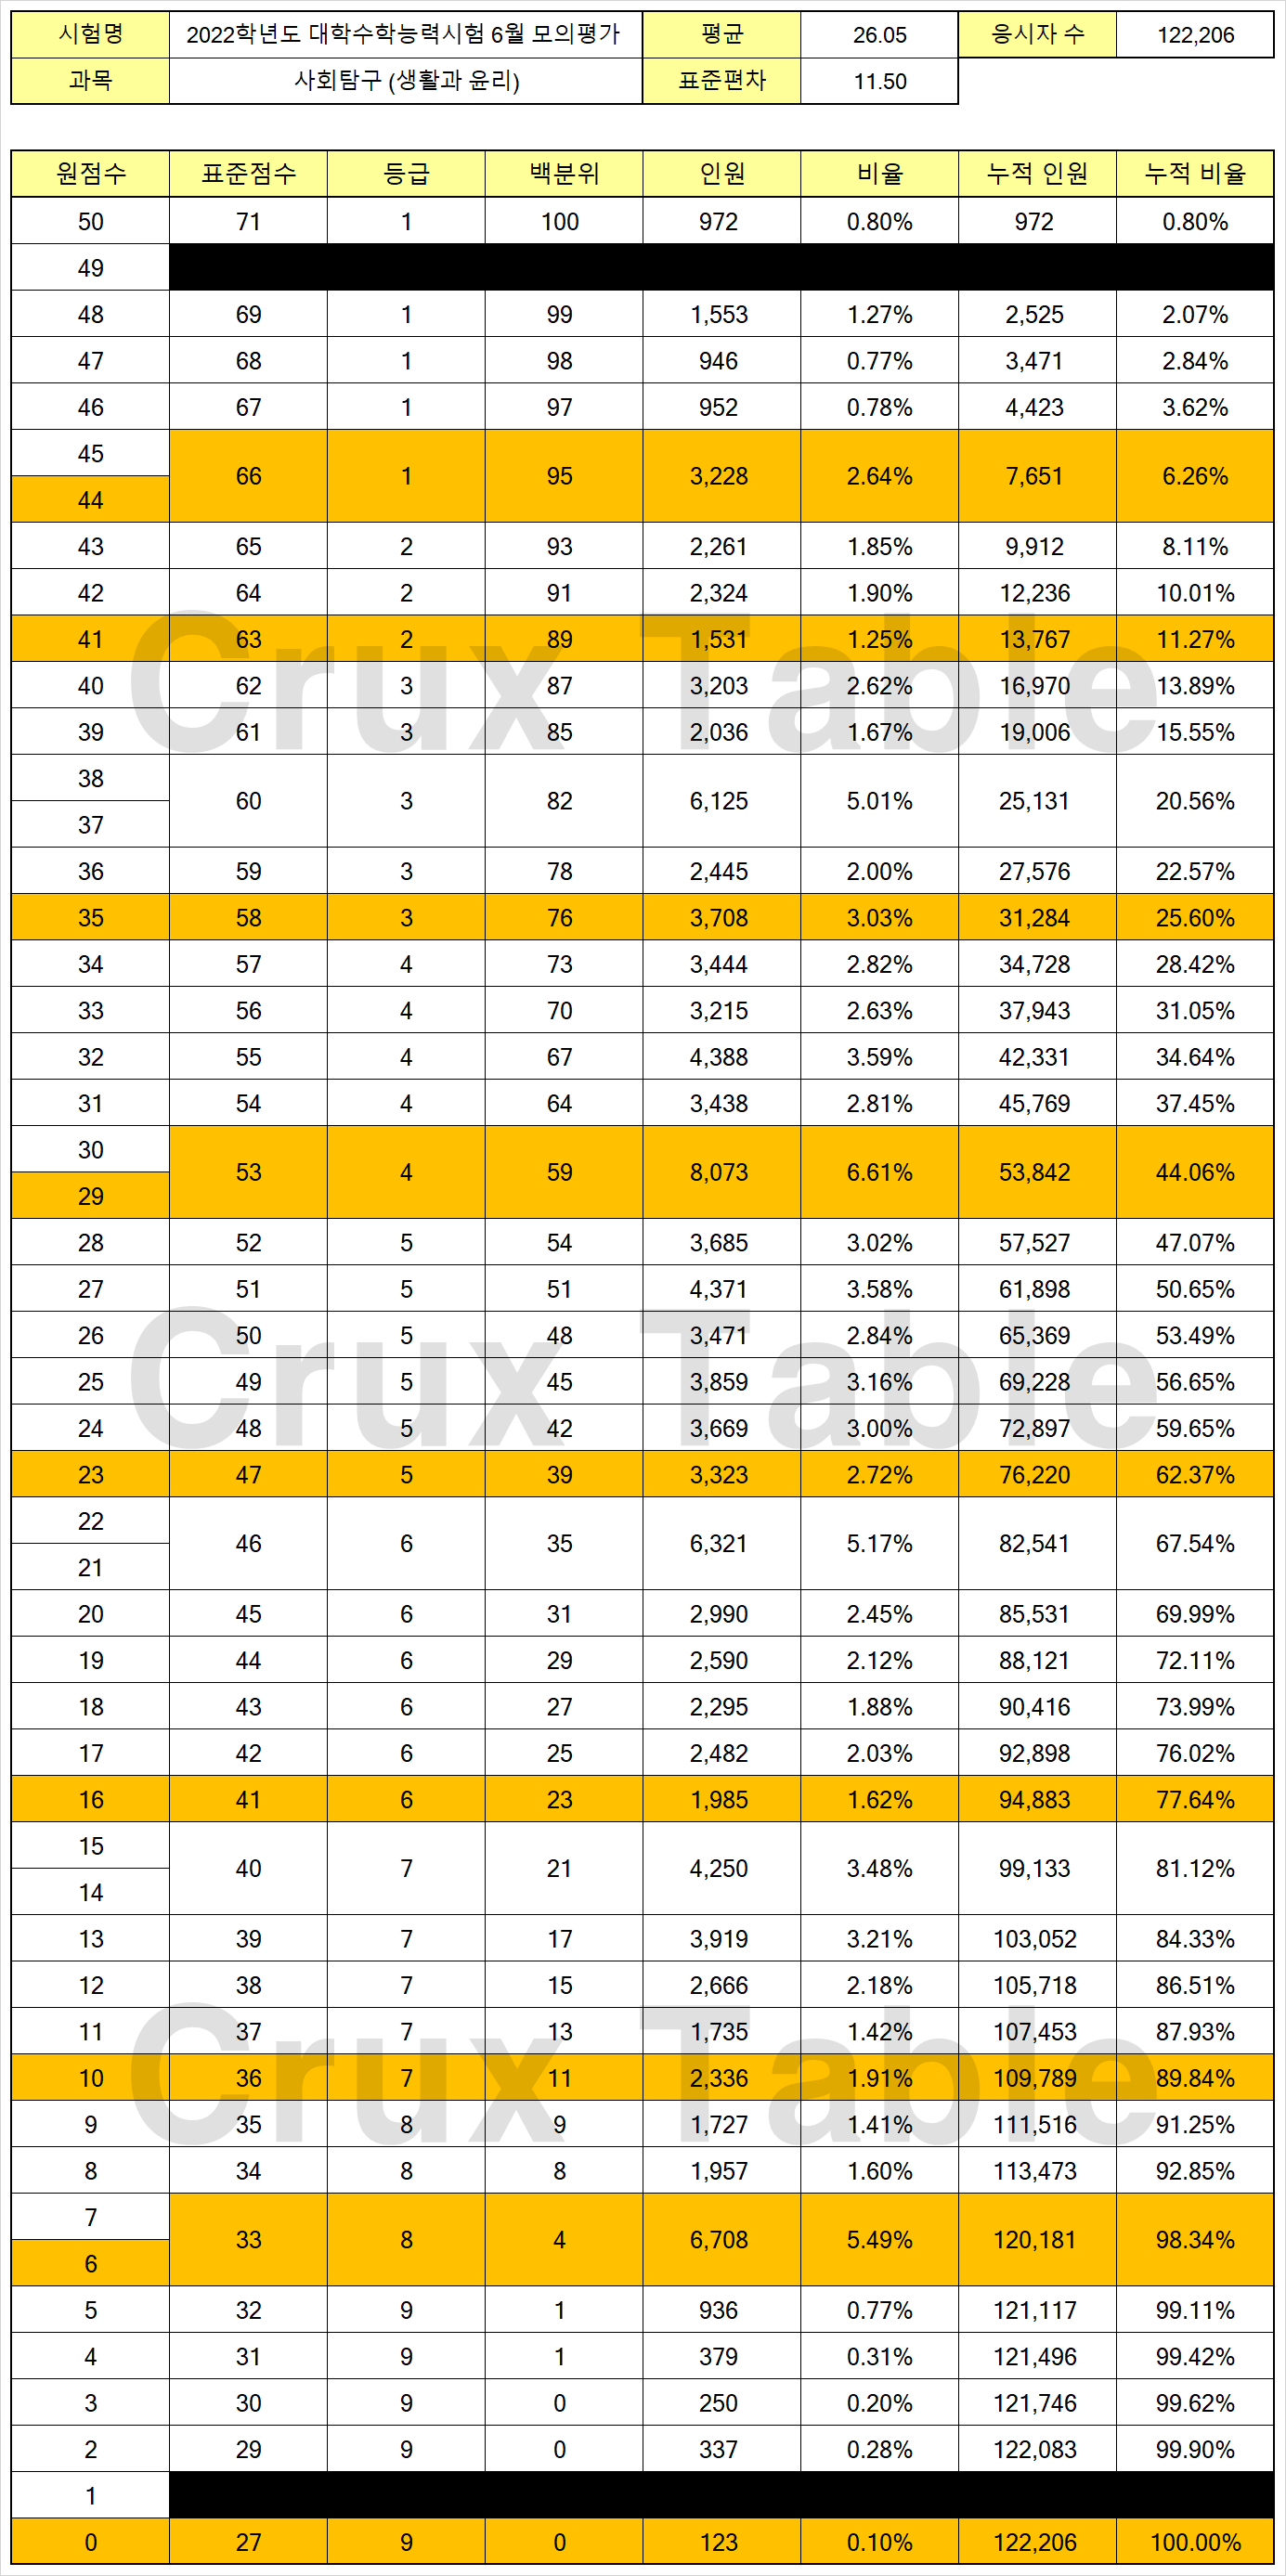 시험명 2022학년도 대학수학능력시험 6월 모의평가 평균 26.05 응시자 수 122,206
과목 사회탐구 (생활과 윤리) 표준편차 11.50
원점수 표준점수 등급 백분위 인원 비율 누적 인원 누적 비율
50 71 1 100 972 0.80% 972 0.80%
49
48 69 1 99 1,553 1.27% 2,525 2.07%
47 68 1 98 946 0.77% 3,471 2.84%
46 67 1 97 952 0.78% 4,423 3.62%
45
66 1 95 3,228 2.64% 7,651 6.26%
44
43 65 2 93 2,261 1.85% 9,912 8.11%
42 64 2 91 2,324 1.90% 12,236 10.01%
41 63 2 89 1,531 1.25% 13,767 11.27%
Crux Table
40 62 3 87 3,203 2.62% 16,970 13.89%
39 61 3 85 2,036 1.67% 19,006 15.55%
38
60 3 82 6,125 5.01% 25,131 20.56%
37
36 59 3 78 2,445 2.00% 27,576 22.57%
35 58 3 76 3,708 3.03% 31,284 25.60%
34 57 4 73 3,444 2.82% 34,728 28.42%
33 56 4 70 3,215 2.63% 37,943 31.05%
32 55 4 67 4,388 3.59% 42,331 34.64%
31 54 4 64 3,438 2.81% 45,769 37.45%
30
53 4 59 8,073 6.61% 53,842 44.06%
29
28 52 5 54 3,685 3.02% 57,527 47.07%
27 51 5 51 4,371 3.58% 61,898 50.65%
26 50 5 48 3,471 2.84% 65,369 53.49%
Crux Table
25 49 5 45 3,859 3.16% 69,228 56.65%
24 48 5 42 3,669 3.00% 72,897 59.65%
23 47 5 39 3,323 2.72% 76,220 62.37%
22
46 6 35 6,321 5.17% 82,541 67.54%
21
20 45 6 31 2,990 2.45% 85,531 69.99%
19 44 6 29 2,590 2.12% 88,121 72.11%
18 43 6 27 2,295 1.88% 90,416 73.99%
17 42 6 25 2,482 2.03% 92,898 76.02%
16 41 6 23 1,985 1.62% 94,883 77.64%
15
40 7 21 4,250 3.48% 99,133 81.12%
14
13 39 7 17 3,919 3.21% 103,052 84.33%
12 38 7 15 2,666 2.18% 105,718 86.51%
11 37 7 13 1,735 1.42% 107,453 87.93%
Crux Table
10 36 7 11 2,336 1.91% 109,789 89.84%
9 35 8 9 1,727 1.41% 111,516 91.25%
8 34 8 8 1,957 1.60% 113,473 92.85%
7
33 8 4 6,708 5.49% 120,181 98.34%
6
5 32 9 1 936 0.77% 121,117 99.11%
4 31 9 1 379 0.31% 121,496 99.42%
3 30 9 0 250 0.20% 121,746 99.62%
2 29 9 0 337 0.28% 122,083 99.90%
1
0 27 9 0 123 0.10% 122,206 100.00%